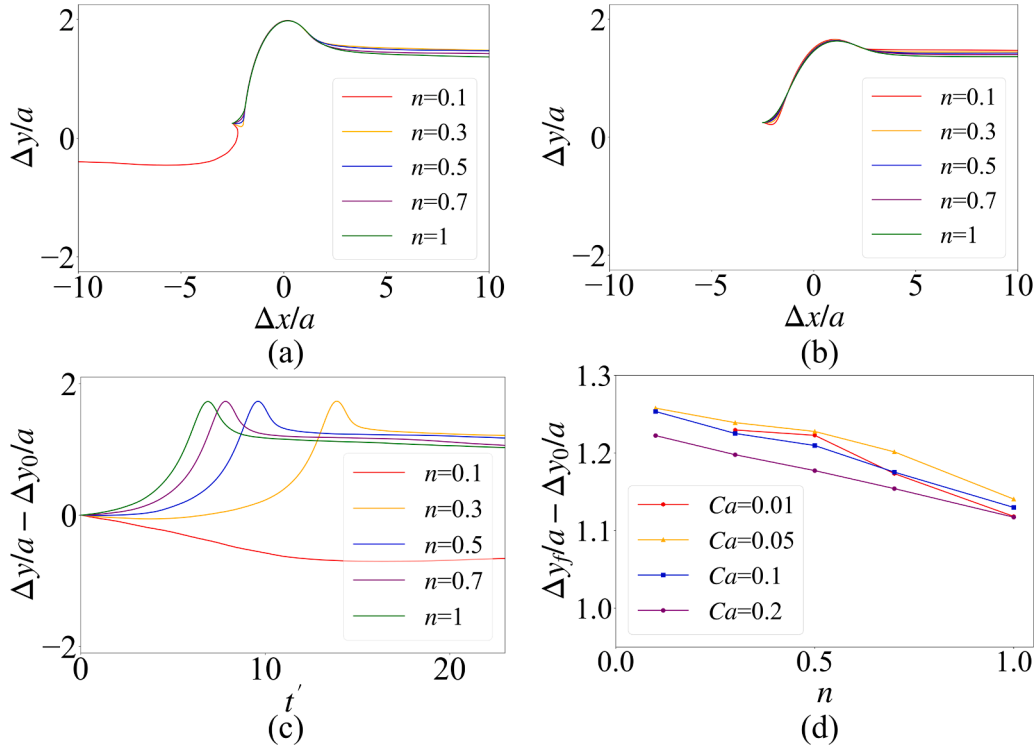 2
0
−2
Δy/a
n=0.1
n=0.3
n=0.5
n=0.7
n=1
−10 −5 0 5 10
Δx/a
(a)
2
0
−2
Δy/a
n=0.1
n=0.3
n=0.5
n=0.7
n=1
−10 −5 0 5 10
Δx/a
(b)
2
0
−2
Δy/a − Δy₀/a
n=0.1
n=0.3
n=0.5
n=0.7
n=1
0 10 20
t′
(c)
1.3
1.2
1.1
1.0
Δy_f/a − Δy₀/a
Ca=0.01
Ca=0.05
Ca=0.1
Ca=0.2
0.0 0.5 1.0
n
(d)